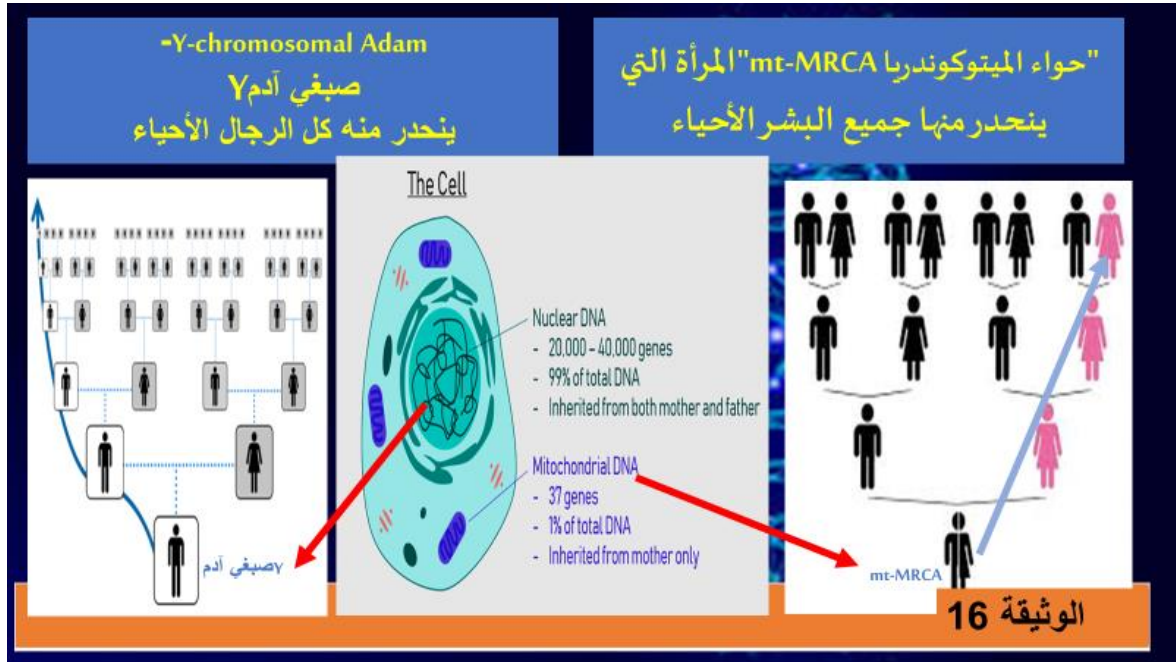 "حواء الميتوكوندريا mt-MRCA"المرأة التي
ينحدر منها جميع البشر الأحياء
-Y-chromosomal Adam
صبغي آدمY
ينحدر منه كل الرجال الأحياء
The Cell
Nuclear DNA
- 20,000 – 40,000 genes
- 99% of total DNA
- Inherited from both mother and father
Mitochondrial DNA
- 37 genes
- 1% of total DNA
- Inherited from mother only
صبغي آدمY
mt-MRCA
الوثيقة 16